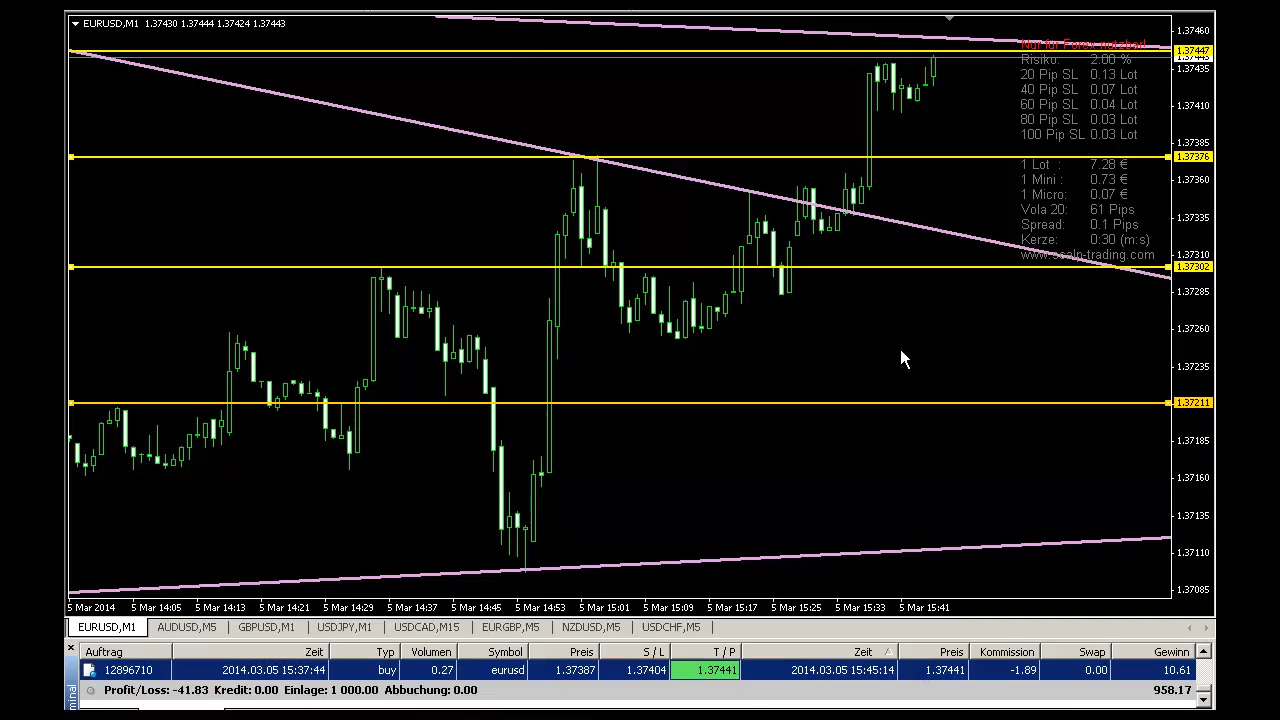 EURUSD,M1 1.37430 1.37444 1.37424 1.37443
1.37460
Nur für Forex nutzbar!
1.37447
1.37443
Risiko: 2.00 %
1.37435
20 Pip SL 0.13 Lot
40 Pip SL 0.07 Lot
60 Pip SL 0.04 Lot
1.37410
80 Pip SL 0.03 Lot
100 Pip SL 0.03 Lot
1.37385
1.37376
1 Lot : 7.28 €
1 Mini : 0.73 €
1.37360
1 Micro: 0.07 €
Vola 20: 61 Pips
1.37335
Spread: 0.1 Pips
Kerze: 0:30 (m:s)
www.scalp-trading.com
1.37310
1.37302
1.37285
1.37260
1.37235
1.37211
1.37185
1.37160
1.37135
1.37110
1.37085
5 Mar 2014 5 Mar 14:05 5 Mar 14:13 5 Mar 14:21 5 Mar 14:29 5 Mar 14:37 5 Mar 14:45 5 Mar 14:53 5 Mar 15:01 5 Mar 15:09 5 Mar 15:17 5 Mar 15:25 5 Mar 15:33 5 Mar 15:41
EURUSD,M1 AUDUSD,M5 GBPUSD,M1 USDJPY,M1 USDCAD,M15 EURGBP,M5 NZDUSD,M5 USDCHF,M5
Auftrag Zeit Typ Volumen Symbol Preis S / L T / P Zeit Preis Kommission Swap Gewinn
12896710 2014.03.05 15:37:44 buy 0.27 eurusd 1.37387 1.37404 1.37441 2014.03.05 15:45:14 1.37441 -1.89 0.00 10.61
Profit/Loss: -41.83 Kredit: 0.00 Einlage: 1 000.00 Abbuchung: 0.00 958.17